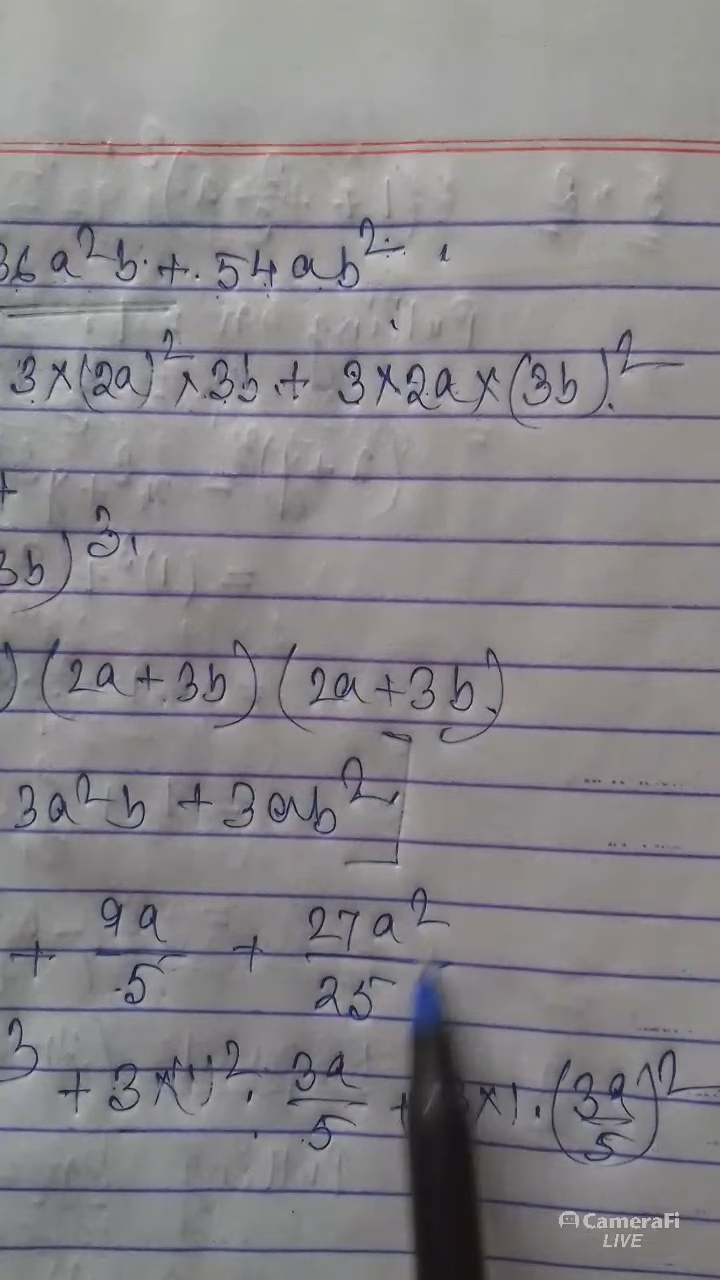 36a²b + 54ab²
3×(2a)²×3b + 3×2a×(3b)²
+
3b)³
)(2a+3b)(2a+3b)
3a²b + 3ab²]
+ 9a/5 + 27a²/25
3 + 3×(1)² · 3a/5 + 3×1·(3a/5)²
CameraFi
LIVE